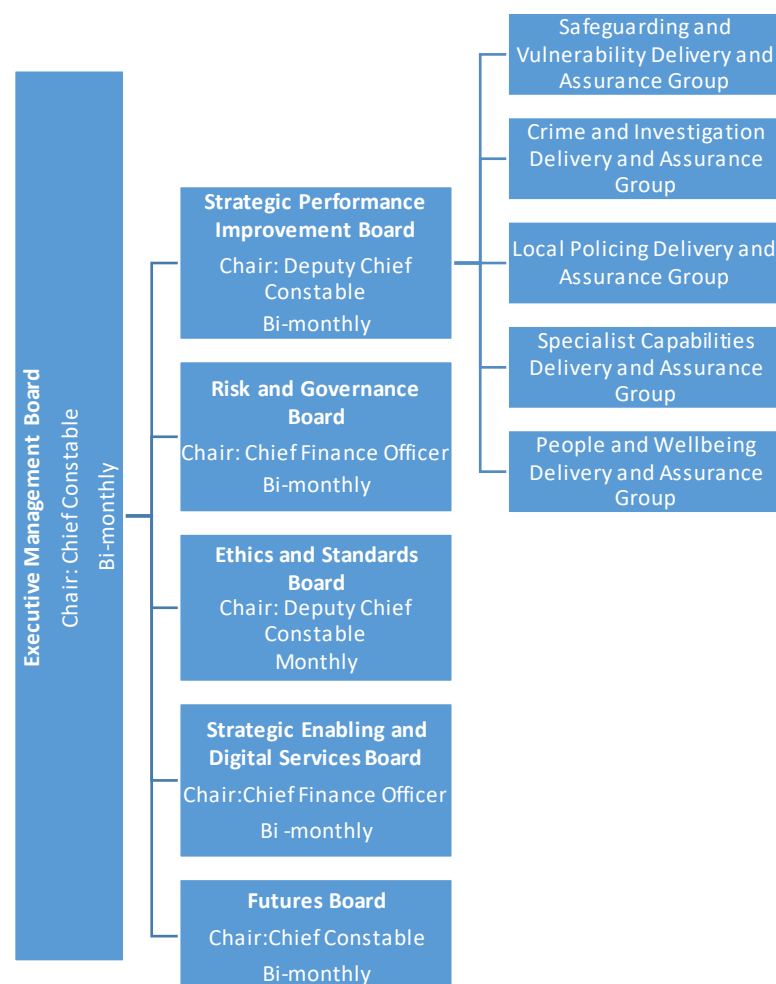 Executive Management Board
Chair: Chief Constable
Bi-monthly
Strategic Performance
Improvement Board
Chair: Deputy Chief
Constable
Bi-monthly
Risk and Governance
Board
Chair: Chief Finance Officer
Bi-monthly
Ethics and Standards
Board
Chair: Deputy Chief
Constable
Monthly
Strategic Enabling and
Digital Services Board
Chair:Chief Finance Officer
Bi -monthly
Futures Board
Chair:Chief Constable
Bi-monthly
Safeguarding and
Vulnerability Delivery and
Assurance Group
Crime and Investigation
Delivery and Assurance
Group
Local Policing Delivery and
Assurance Group
Specialist Capabilities
Delivery and Assurance
Group
People and Wellbeing
Delivery and Assurance
Group